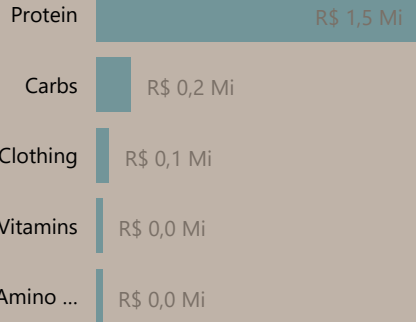 Protein R$ 1,5 Mi
Carbs R$ 0,2 Mi
Clothing R$ 0,1 Mi
Vitamins R$ 0,0 Mi
Amino ... R$ 0,0 Mi